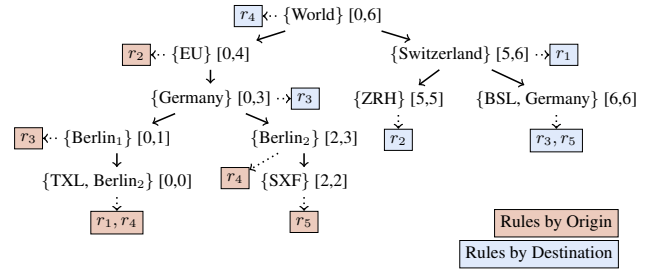 r₄ {World} [0,6]
r₂ {EU} [0,4] {Switzerland} [5,6] r₁
{Germany} [0,3] r₃ {ZRH} [5,5] {BSL, Germany} [6,6]
r₃ {Berlin₁} [0,1] {Berlin₂} [2,3] r₂ r₃, r₅
{TXL, Berlin₂} [0,0] r₄ {SXF} [2,2]
r₁, r₄ r₅
Rules by Origin
Rules by Destination